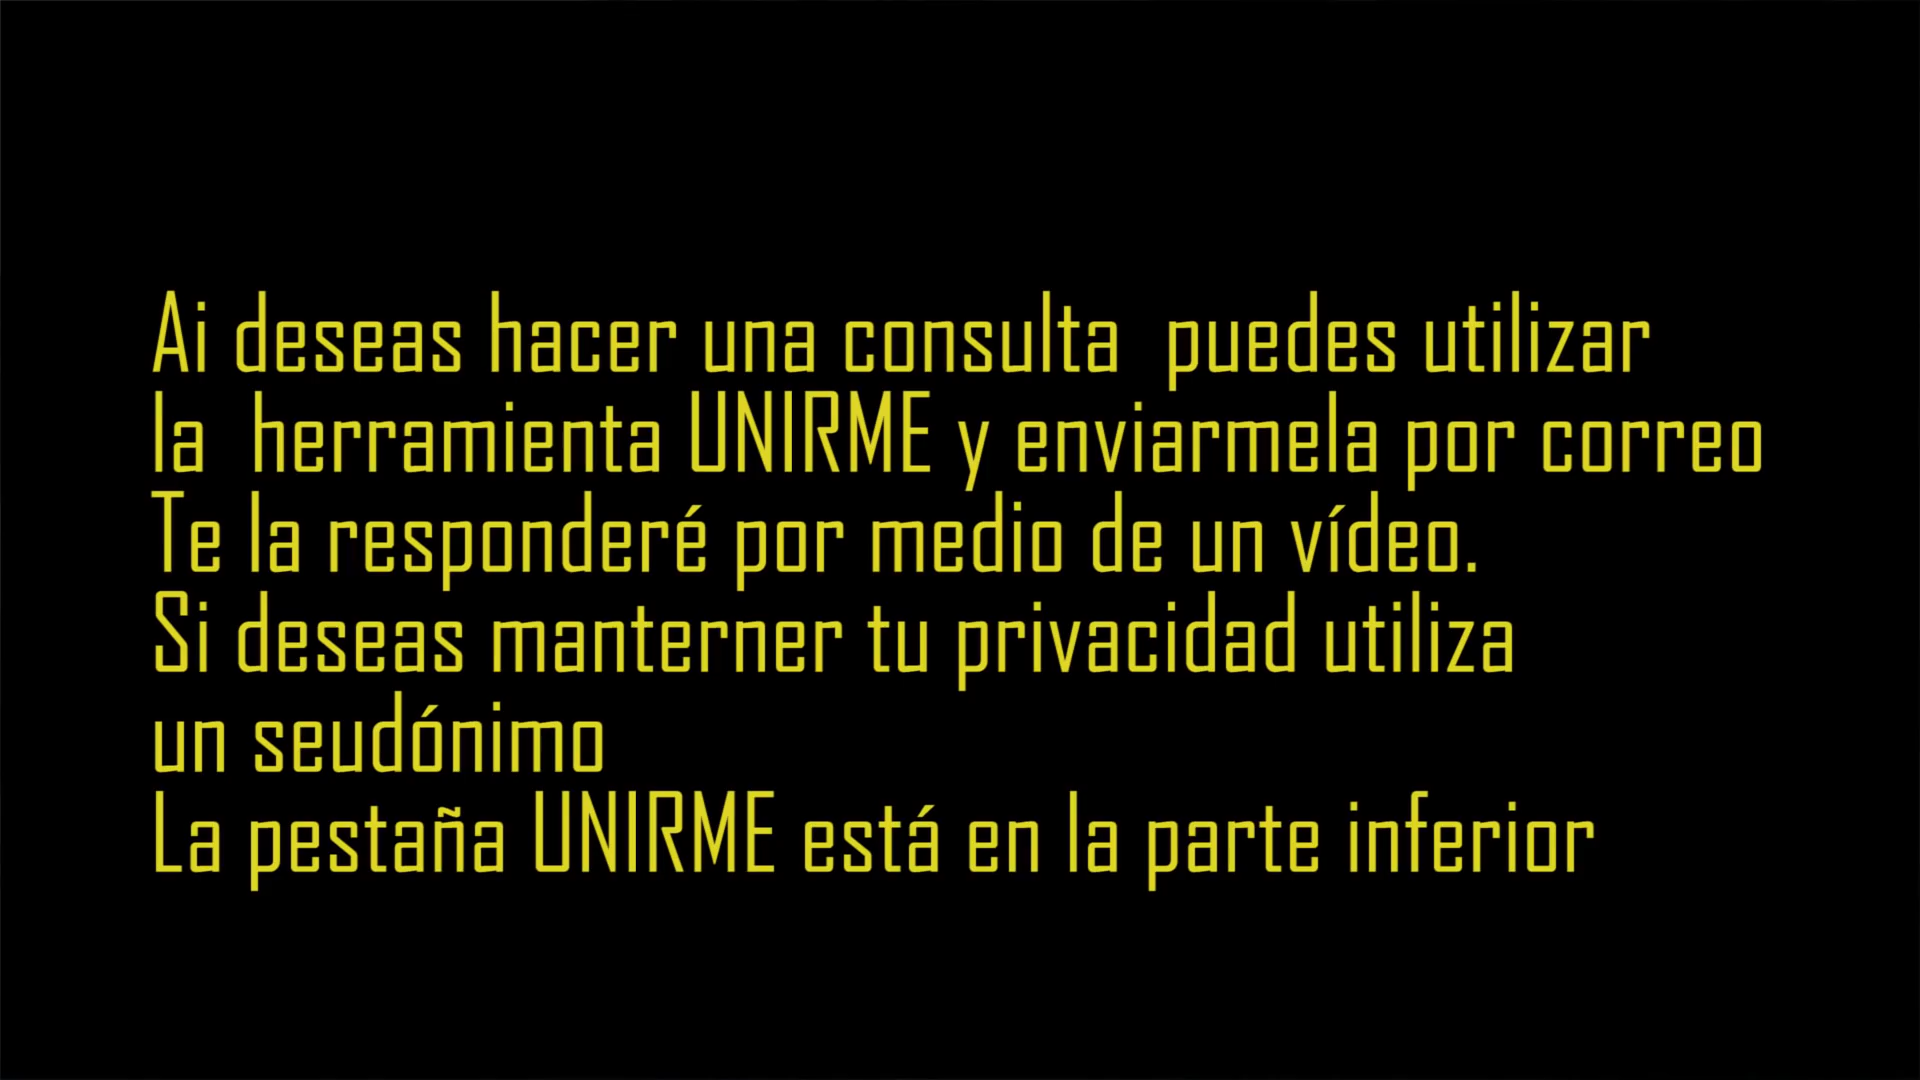 Ai deseas hacer una consulta  puedes utilizar
la  herramienta UNIRME y enviarmela por correo
Te la responderé por medio de un vídeo.
Si deseas manterner tu privacidad utiliza
un seudónimo
La pestaña UNIRME está en la parte inferior